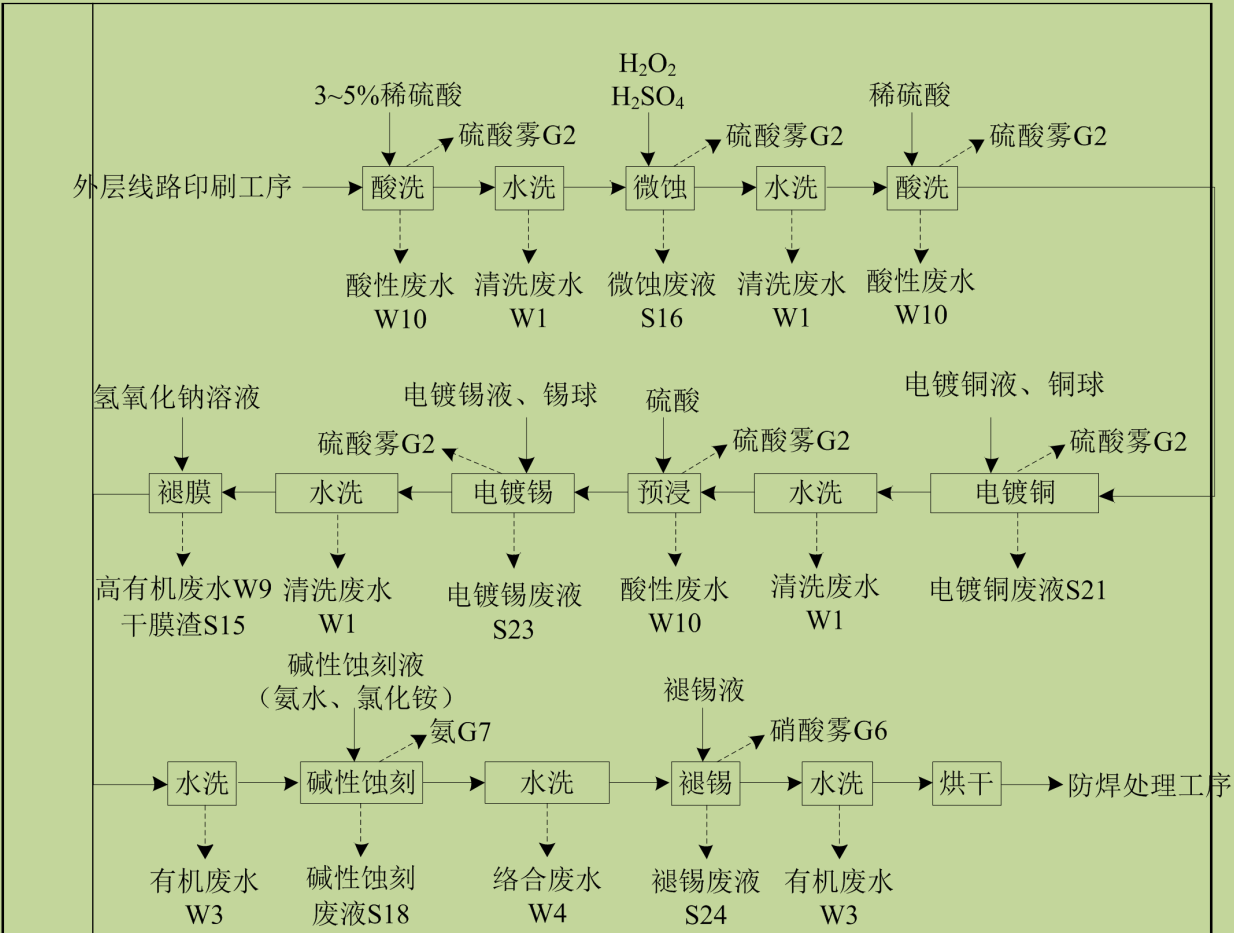 H₂O₂
3~5%稀硫酸
H₂SO₄
稀硫酸
硫酸雾G2
硫酸雾G2
硫酸雾G2
外层线路印刷工序
酸洗
水洗
微蚀
水洗
酸洗
酸性废水
W10
清洗废水
W1
微蚀废液
S16
清洗废水
W1
酸性废水
W10
氢氧化钠溶液
电镀锡液、锡球
硫酸
电镀铜液、铜球
硫酸雾G2
硫酸雾G2
硫酸雾G2
褪膜
水洗
电镀锡
预浸
水洗
电镀铜
高有机废水W9
干膜渣S15
清洗废水
W1
电镀锡废液
S23
酸性废水
W10
清洗废水
W1
电镀铜废液S21
碱性蚀刻液
（氨水、氯化铵）
褪锡液
氨G7
硝酸雾G6
水洗
碱性蚀刻
水洗
褪锡
水洗
烘干
防焊处理工序
有机废水
W3
碱性蚀刻
废液S18
络合废水
W4
褪锡废液
S24
有机废水
W3